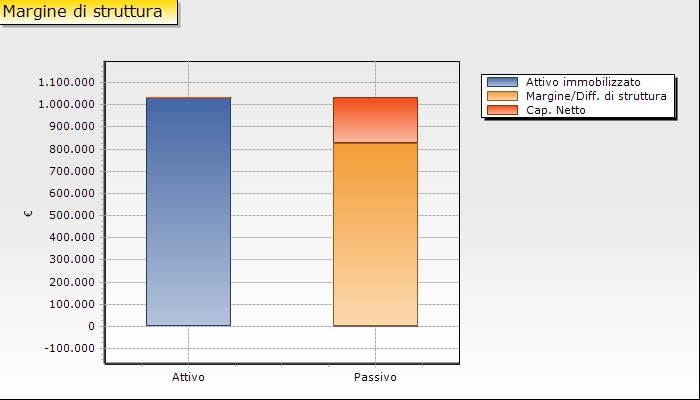 Margine di struttura
Attivo immobilizzato
Margine/Diff. di struttura
Cap. Netto
€
1.100.000
1.000.000
900.000
800.000
700.000
600.000
500.000
400.000
300.000
200.000
100.000
0
-100.000
Attivo
Passivo